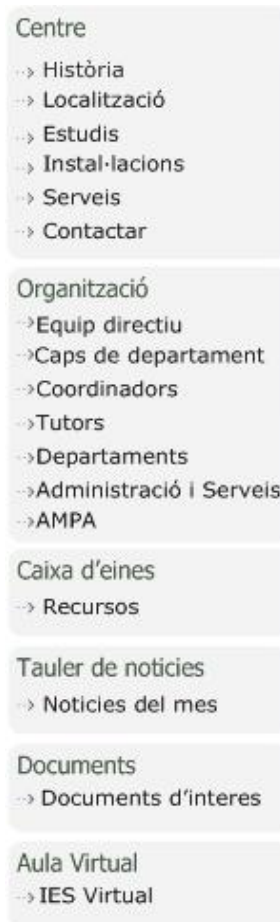 Centre
Història
Localització
Estudis
Instal·lacions
Serveis
Contactar
Organització
Equip directiu
Caps de departament
Coordinadors
Tutors
Departaments
Administració i Serveis
AMPA
Caixa d'eines
Recursos
Tauler de noticies
Noticies del mes
Documents
Documents d'interes
Aula Virtual
IES Virtual